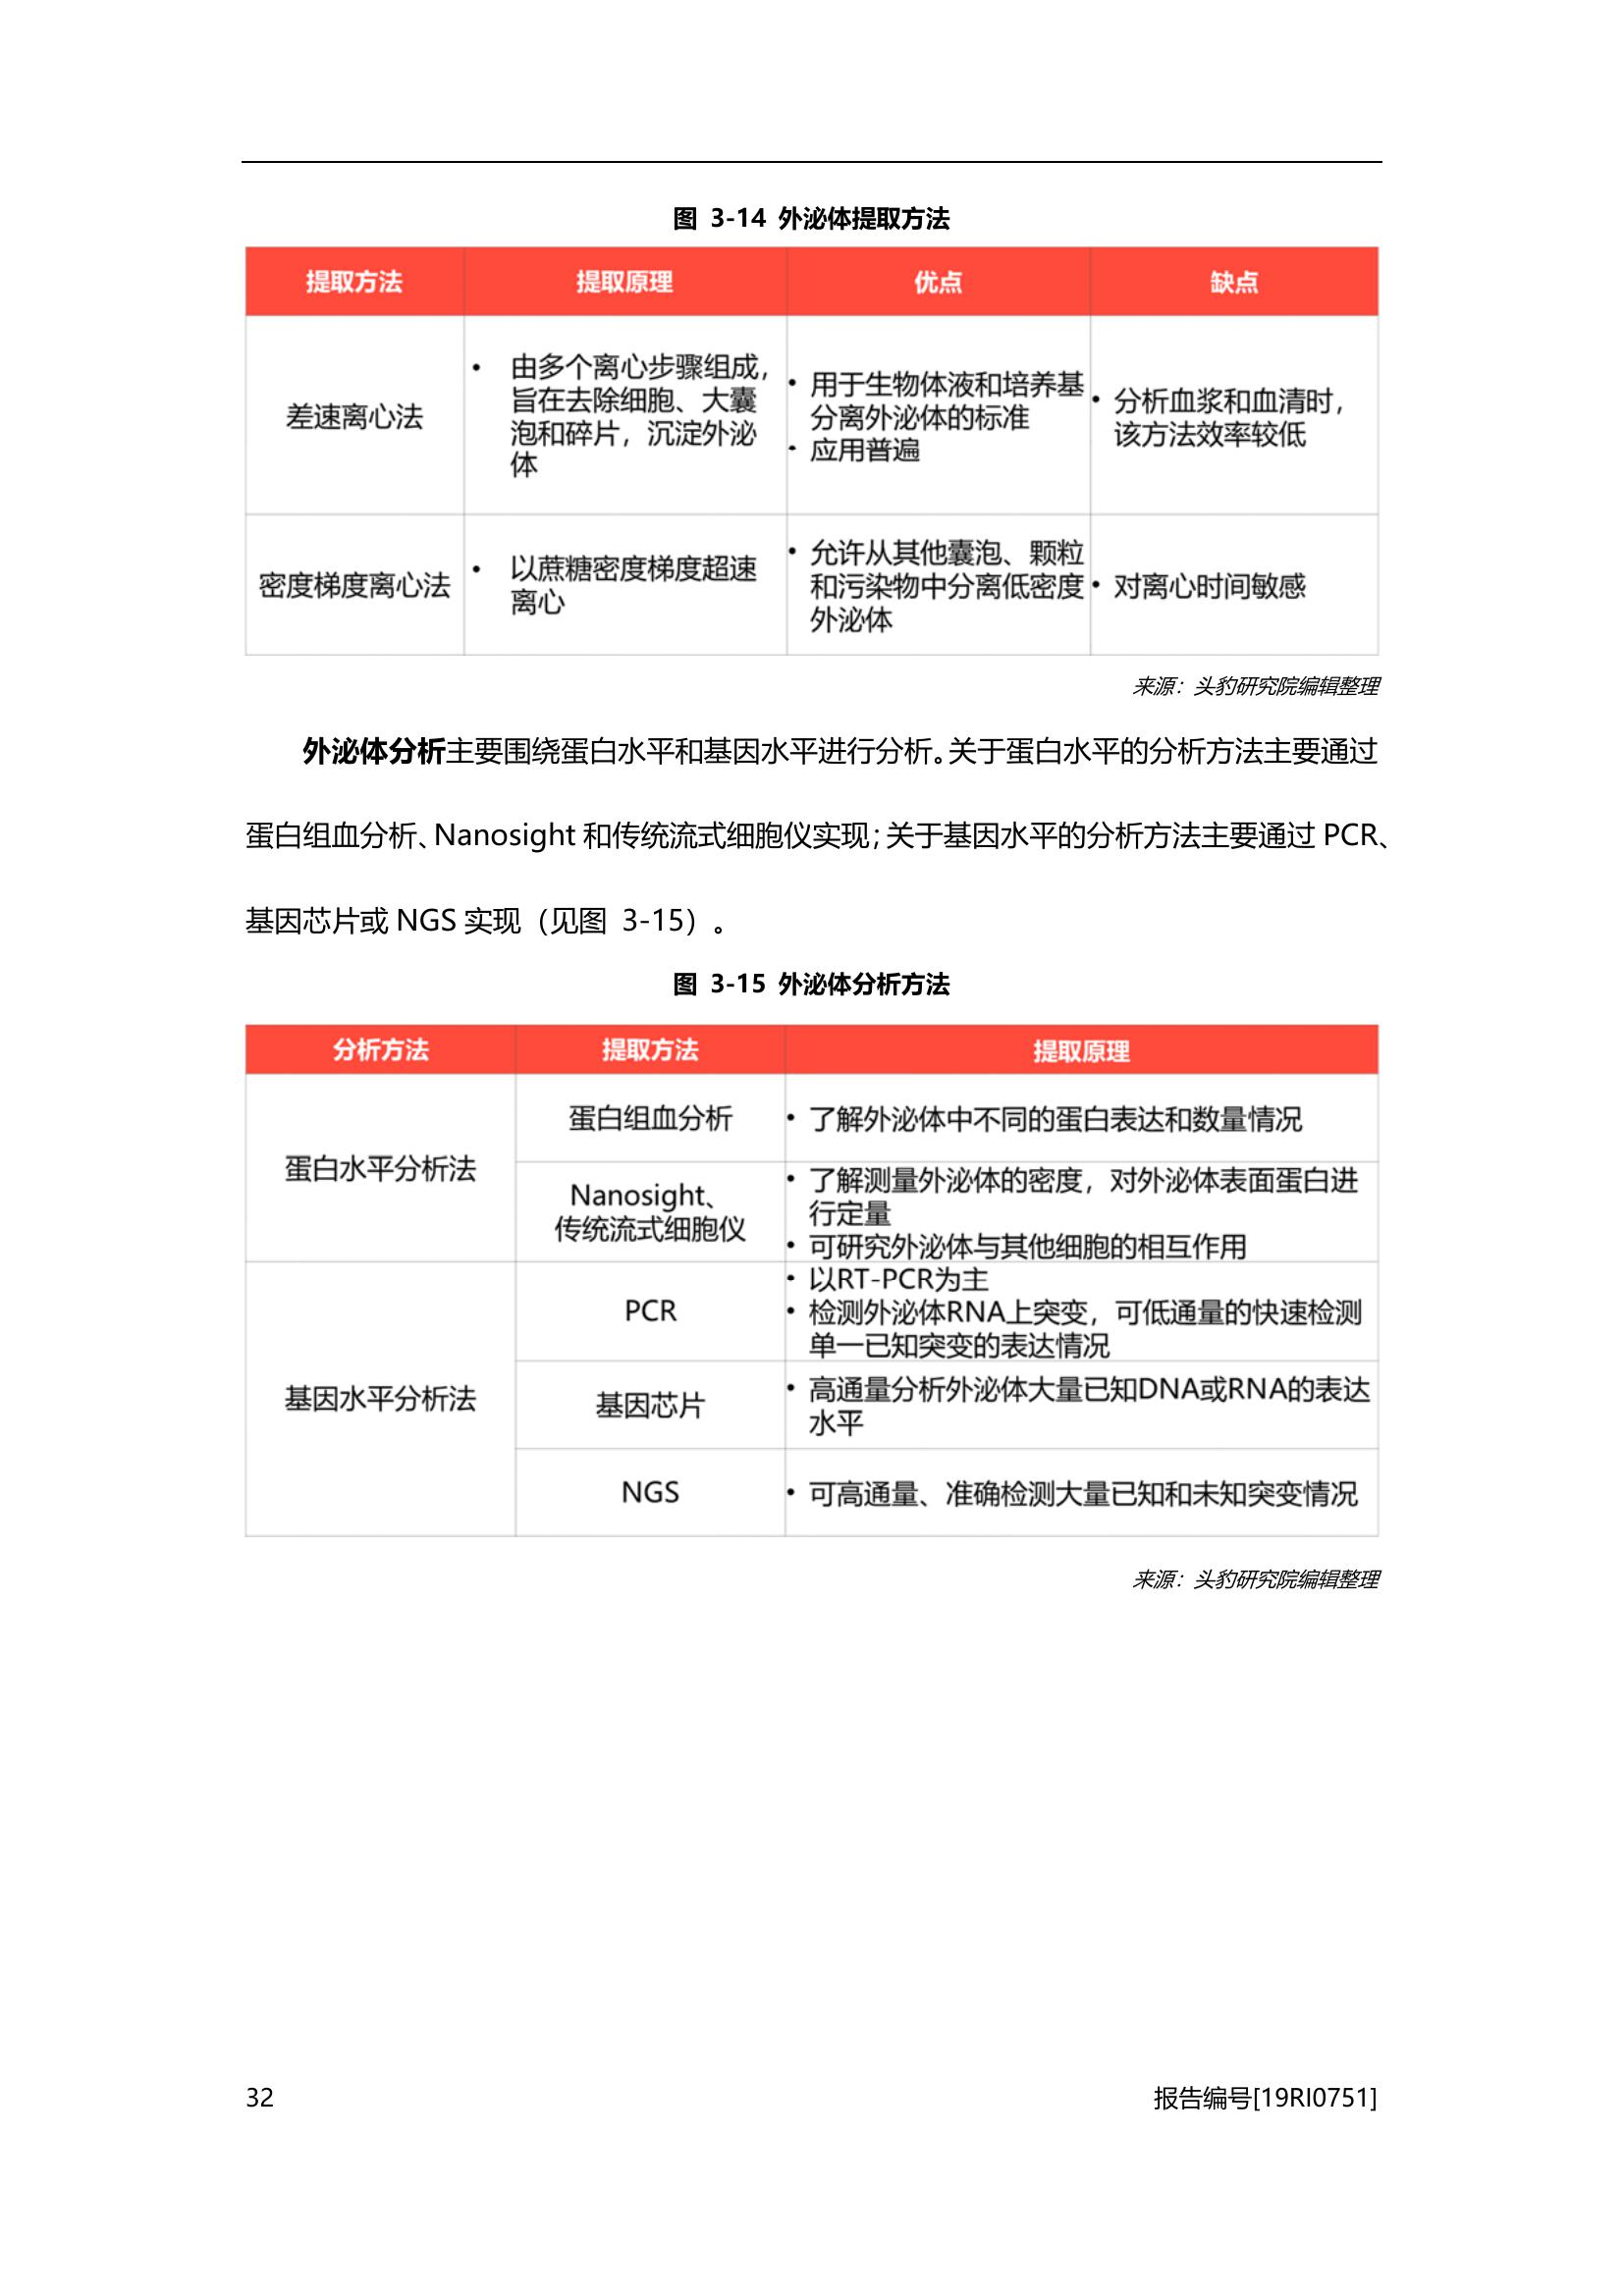 图 3-14 外泌体提取方法
提取方法 提取原理 优点 缺点
差速离心法
• 由多个离心步骤组成，
旨在去除细胞、大囊
泡和碎片，沉淀外泌
体
• 用于生物体液和培养基
分离外泌体的标准
• 应用普遍
• 分析血浆和血清时，
该方法效率较低
密度梯度离心法
• 以蔗糖密度梯度超速
离心
• 允许从其他囊泡、颗粒
和污染物中分离低密度
外泌体
• 对离心时间敏感
来源：头豹研究院编辑整理
外泌体分析主要围绕蛋白水平和基因水平进行分析。关于蛋白水平的分析方法主要通过
蛋白组血分析、Nanosight 和传统流式细胞仪实现；关于基因水平的分析方法主要通过 PCR、
基因芯片或 NGS 实现（见图 3-15）。
图 3-15 外泌体分析方法
分析方法 提取方法 提取原理
蛋白水平分析法
蛋白组血分析
• 了解外泌体中不同的蛋白表达和数量情况
Nanosight、
传统流式细胞仪
• 了解测量外泌体的密度，对外泌体表面蛋白进
行定量
• 可研究外泌体与其他细胞的相互作用
基因水平分析法
PCR
• 以RT-PCR为主
• 检测外泌体RNA上突变，可低通量的快速检测
单一已知突变的表达情况
基因芯片
• 高通量分析外泌体大量已知DNA或RNA的表达
水平
NGS
• 可高通量、准确检测大量已知和未知突变情况
来源：头豹研究院编辑整理
32 报告编号[19RI0751]